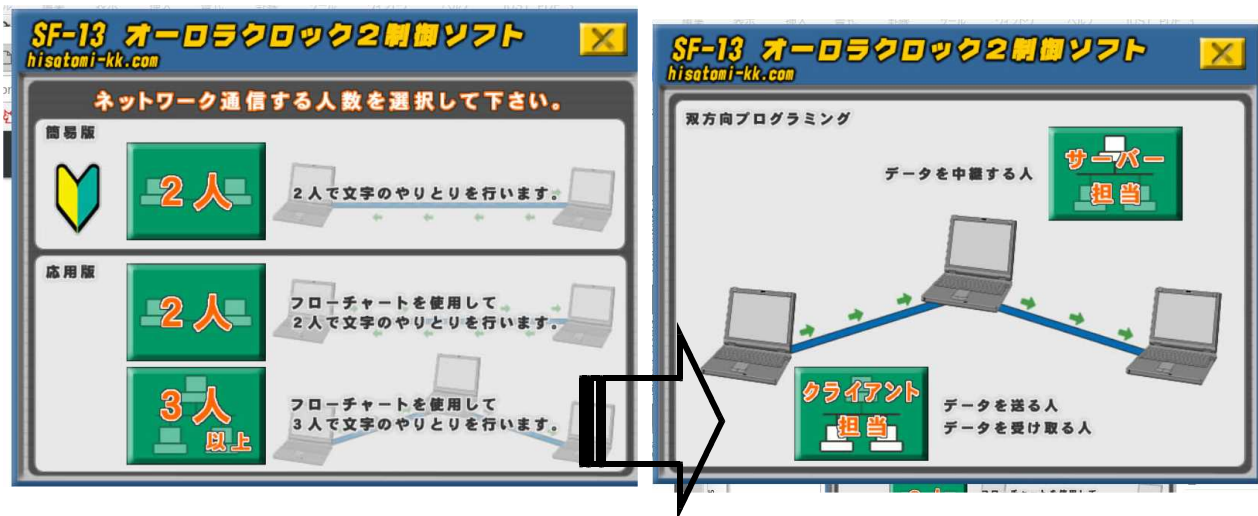 SF-13 オーロラクロック2制御ソフト
hisatomi-kk.com
ネットワーク通信する人数を選択して下さい。
簡易版
2人
2人で文字のやりとりを行います。
応用版
2人
フローチャートを使用して
2人で文字のやりとりを行います。
3人
以上
フローチャートを使用して
3人で文字のやりとりを行います。
SF-13 オーロラクロック2制御ソフト
hisatomi-kk.com
双方向プログラミング
サーバー
担当
データを中継する人
クライアント
担当
データを送る人
データを受け取る人